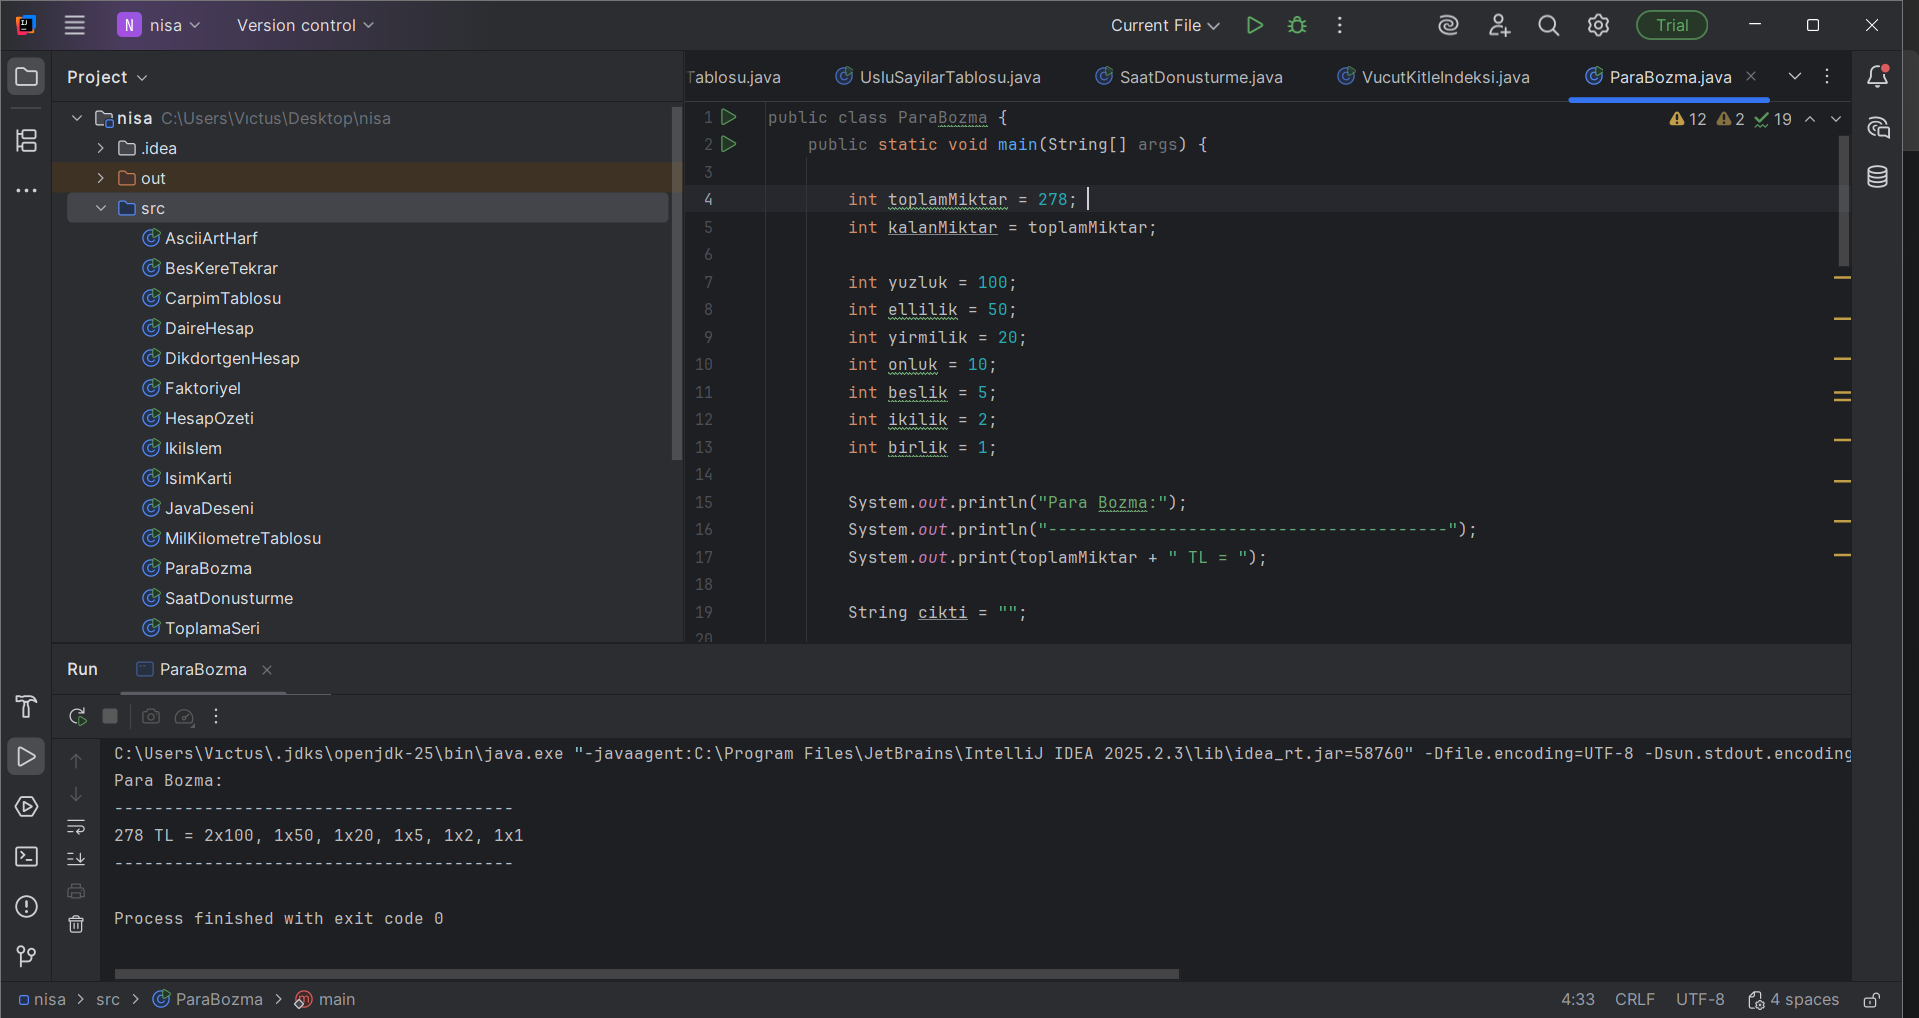 N nisa Version control Current File Trial
Project
nisa C:\Users\Vıctus\Desktop\nisa
.idea
out
src
AsciiArtHarf
BesKereTekrar
CarpimTablosu
DaireHesap
DikdortgenHesap
Faktoriyel
HesapOzeti
IkiIslem
IsimKarti
JavaDeseni
MilKilometreTablosu
ParaBozma
SaatDonusturme
ToplamaSeri
Tablosu.java UsluSayilarTablosu.java SaatDonusturme.java VucutKitleIndeksi.java ParaBozma.java
12 2 19
1 public class ParaBozma {
2 public static void main(String[] args) {
3
4 int toplamMiktar = 278;
5 int kalanMiktar = toplamMiktar;
6
7 int yuzluk = 100;
8 int ellilik = 50;
9 int yirmilik = 20;
10 int onluk = 10;
11 int beslik = 5;
12 int ikilik = 2;
13 int birlik = 1;
14
15 System.out.println("Para Bozma:");
16 System.out.println("----------------------------------------");
17 System.out.print(toplamMiktar + " TL = ");
18
19 String cikti = "";
20
Run ParaBozma
C:\Users\Vıctus\.jdks\openjdk-25\bin\java.exe "-javaagent:C:\Program Files\JetBrains\IntelliJ IDEA 2025.2.3\lib\idea_rt.jar=58760" -Dfile.encoding=UTF-8 -Dsun.stdout.encoding
Para Bozma:
----------------------------------------
278 TL = 2x100, 1x50, 1x20, 1x5, 1x2, 1x1
----------------------------------------
Process finished with exit code 0
nisa > src > ParaBozma > main 4:33 CRLF UTF-8 4 spaces